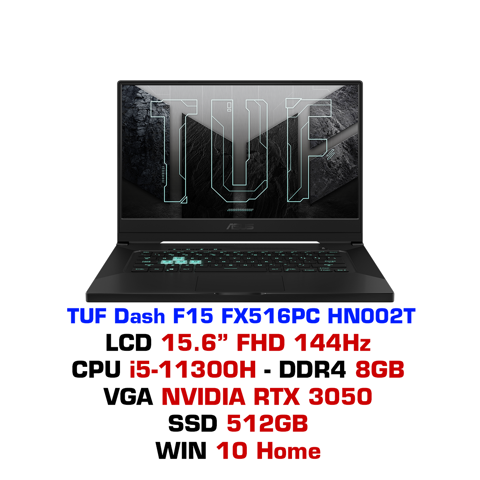 TUF
ASUS
TUF Dash F15 FX516PC HN002T
LCD 15.6” FHD 144Hz
CPU i5-11300H - DDR4 8GB
VGA NVIDIA RTX 3050
SSD 512GB
WIN 10 Home